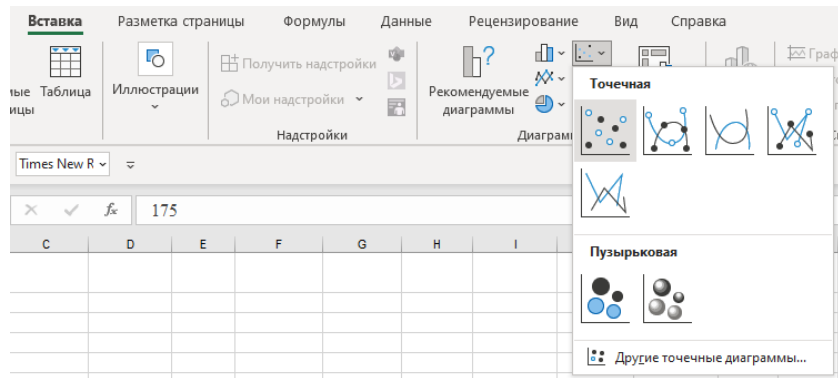 Вставка Разметка страницы Формулы Данные Рецензирование Вид Справка
Таблица
Иллюстрации
Получить надстройки
Мои надстройки
Надстройки
Рекомендуемые
диаграммы
Точечная
Пузырьковая
Другие точечные диаграммы...
Times New R
fx 175
C D E F G H I